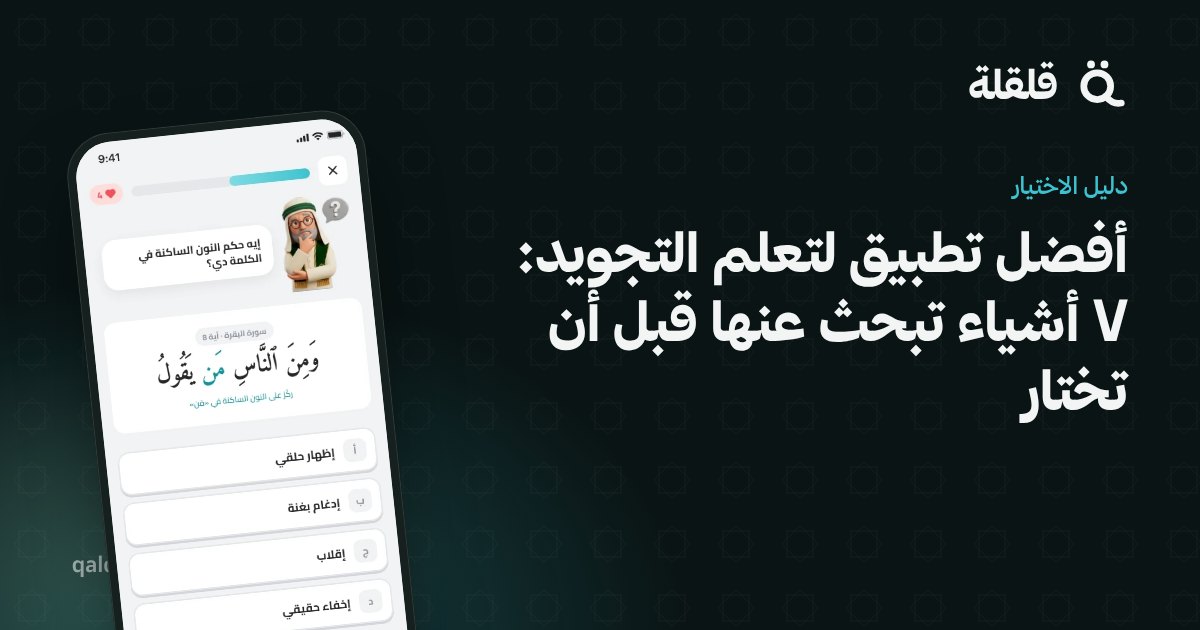 قلقلة
دليل الاختيار
أفضل تطبيق لتعلم التجويد:
٧ أشياء تبحث عنها قبل أن
تختار
9:41
4
إيه حكم النون الساكنة في
الكلمة دي؟
سورة البقرة · آية 8
وَمِنَ ٱلنَّاسِ مَن يَقُولُ
ركّز على النون الساكنة في «مَن»
أ إظهار حلقي
ب إدغام بغنة
ج إقلاب
د إخفاء حقيقي